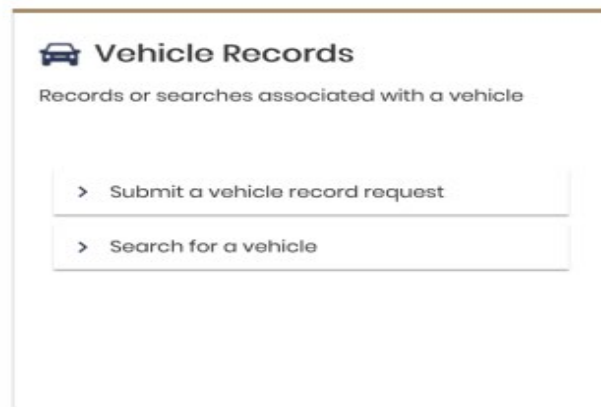 Vehicle Records
Records or searches associated with a vehicle
> Submit a vehicle record request
> Search for a vehicle